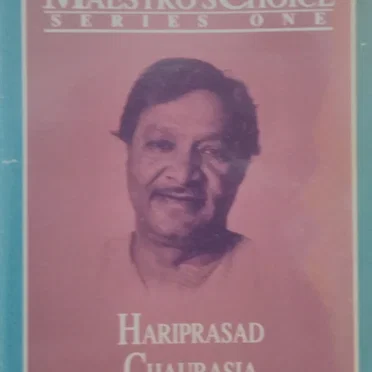 MAESTRO'S CHOICE
SERIES ONE
HARIPRASAD
CHAURASIA